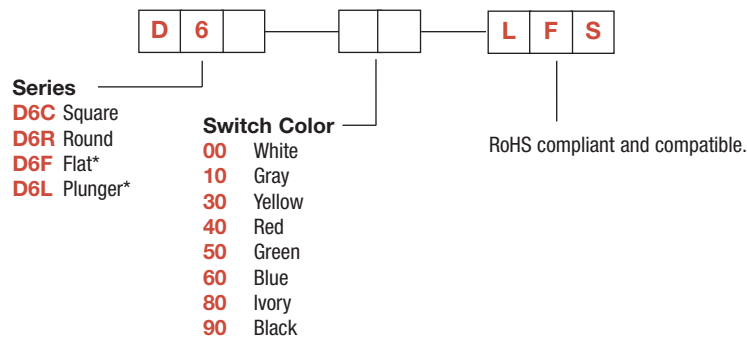 D 6 L F S
Series
D6C Square
D6R Round
D6F Flat*
D6L Plunger*
Switch Color
00 White
10 Gray
30 Yellow
40 Red
50 Green
60 Blue
80 Ivory
90 Black
RoHS compliant and compatible.